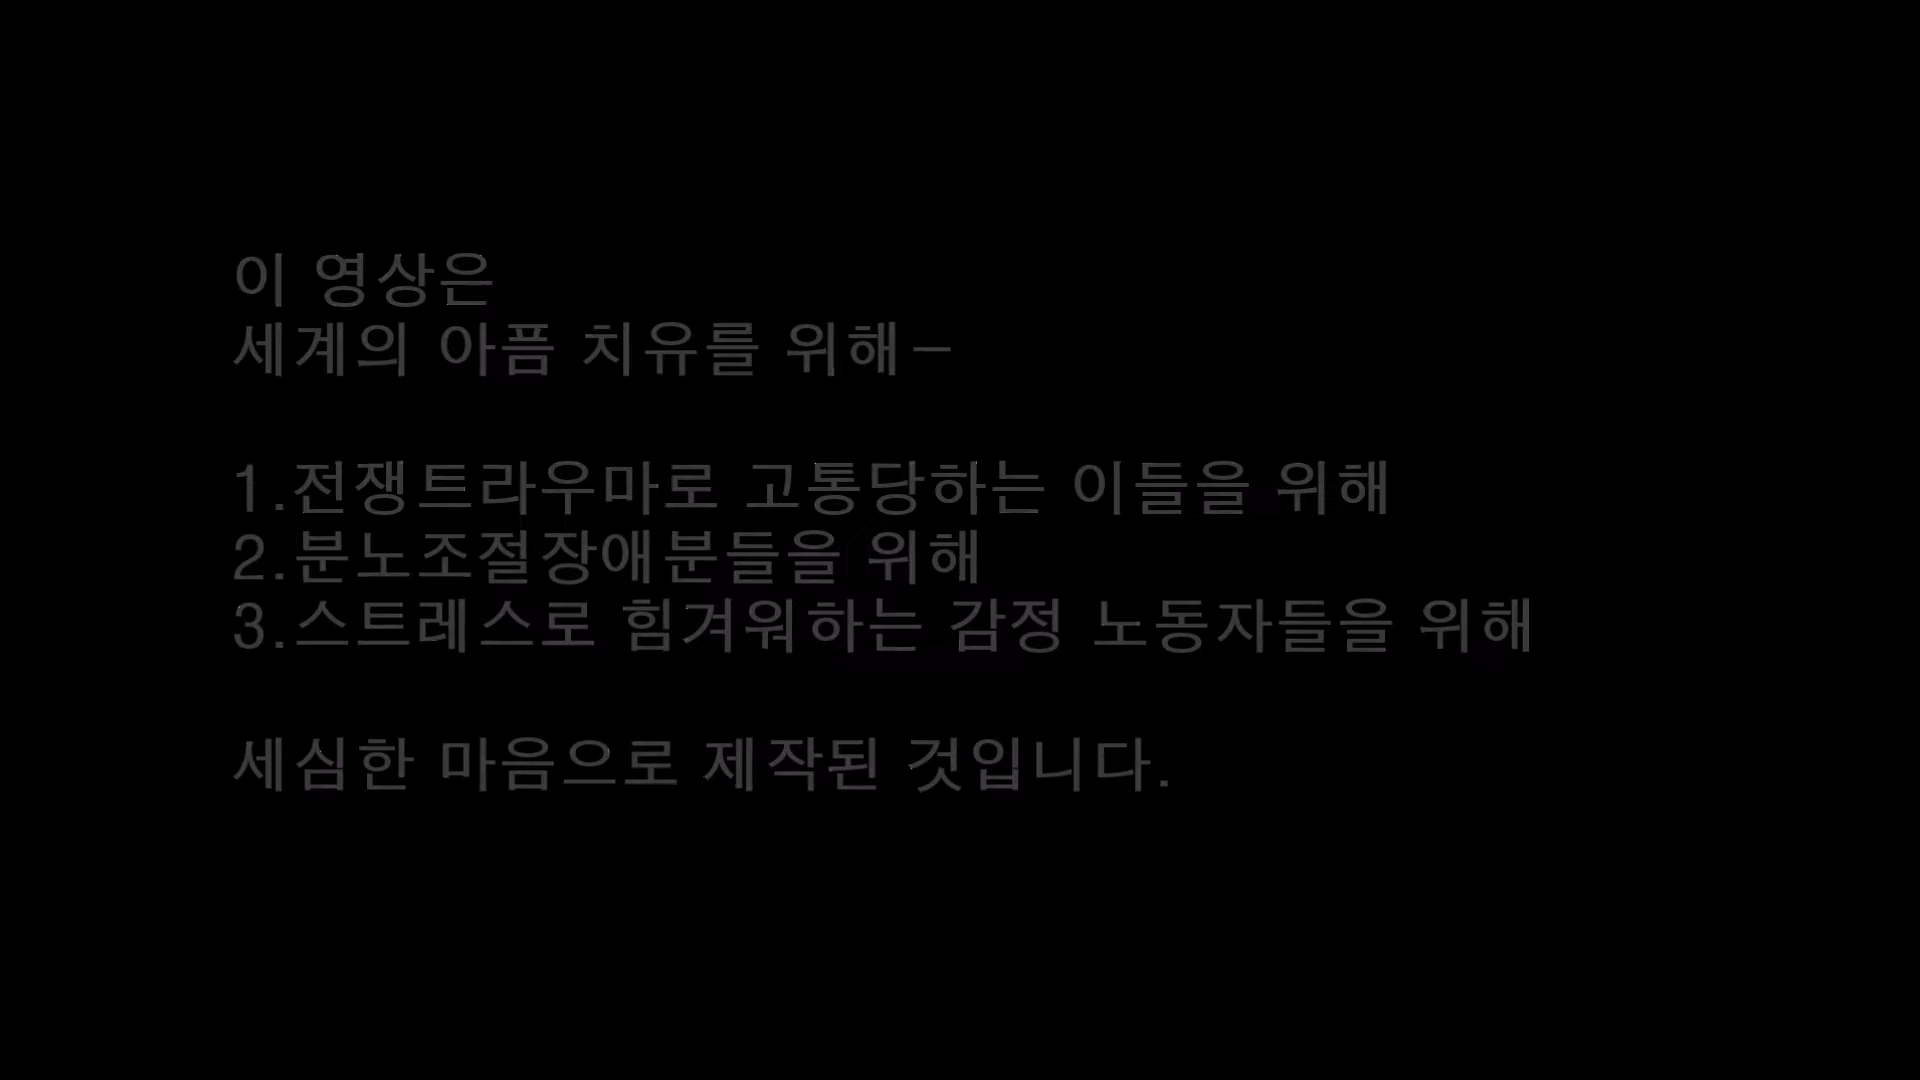 이 영상은
세계의 아픔 치유를 위해-
1.전쟁트라우마로 고통당하는 이들을 위해
2.분노조절장애분들을 위해
3.스트레스로 힘겨워하는 감정 노동자들을 위해
세심한 마음으로 제작된 것입니다.